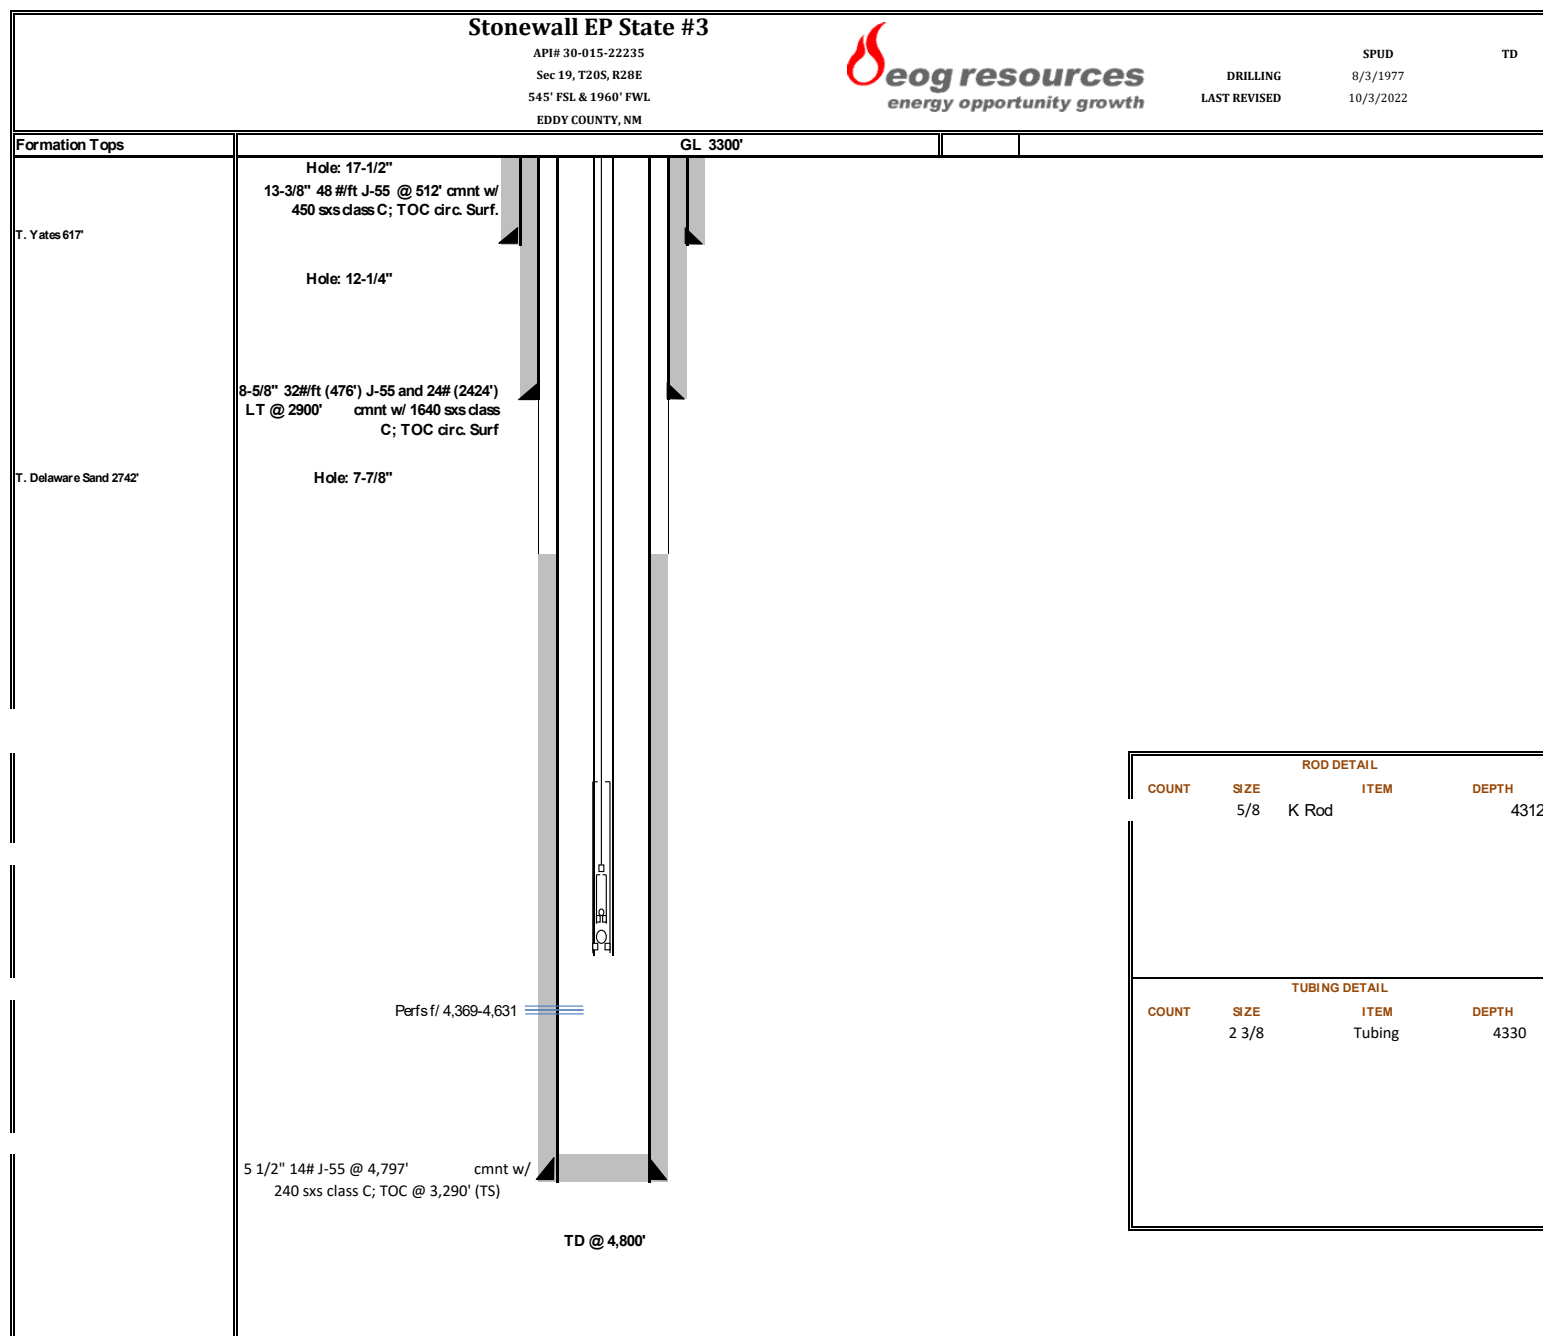 Stonewall EP State #3
API# 30-015-22235
Sec 19, T20S, R28E
545' FSL & 1960' FWL
EDDY COUNTY, NM
eog resources
energy opportunity growth
SPUD TD
DRILLING 8/3/1977
LAST REVISED 10/3/2022
Formation Tops GL 3300'
Hole: 17-1/2"
13-3/8" 48 #/ft J-55 @ 512' cmnt w/
450 sxs class C; TOC circ. Surf.
T. Yates 617'
Hole: 12-1/4"
8-5/8" 32#/ft (476') J-55 and 24# (2424')
LT @ 2900' cmnt w/ 1640 sxs class
C; TOC circ. Surf
T. Delaware Sand 2742'
Hole: 7-7/8"
ROD DETAIL
COUNT SIZE ITEM DEPTH
5/8 K Rod 4312
Perfs f/ 4,369-4,631
TUBING DETAIL
COUNT SIZE ITEM DEPTH
2 3/8 Tubing 4330
5 1/2" 14# J-55 @ 4,797' cmnt w/
240 sxs class C; TOC @ 3,290' (TS)
TD @ 4,800'